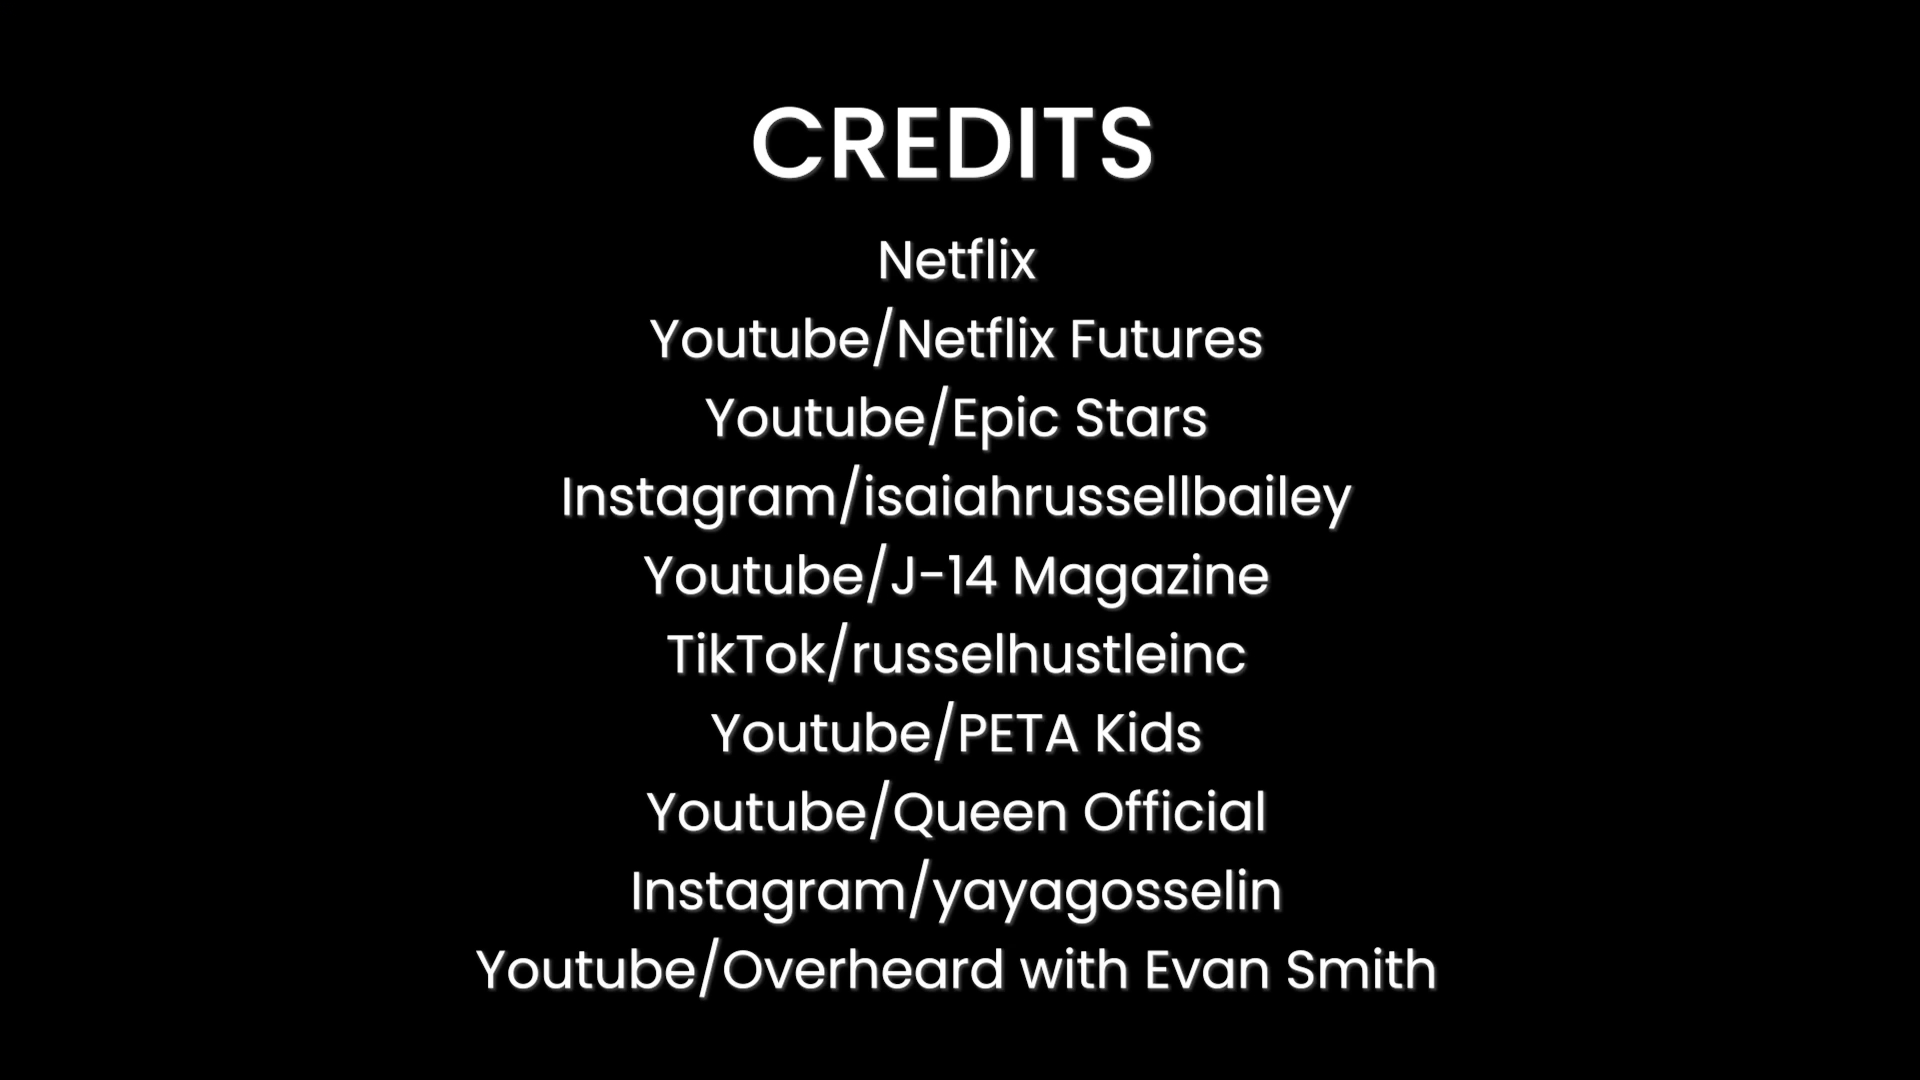 CREDITS
Netflix
Youtube/Netflix Futures
Youtube/Epic Stars
Instagram/isaiahrussellbailey
Youtube/J-14 Magazine
TikTok/russelhustleinc
Youtube/PETA Kids
Youtube/Queen Official
Instagram/yayagosselin
Youtube/Overheard with Evan Smith